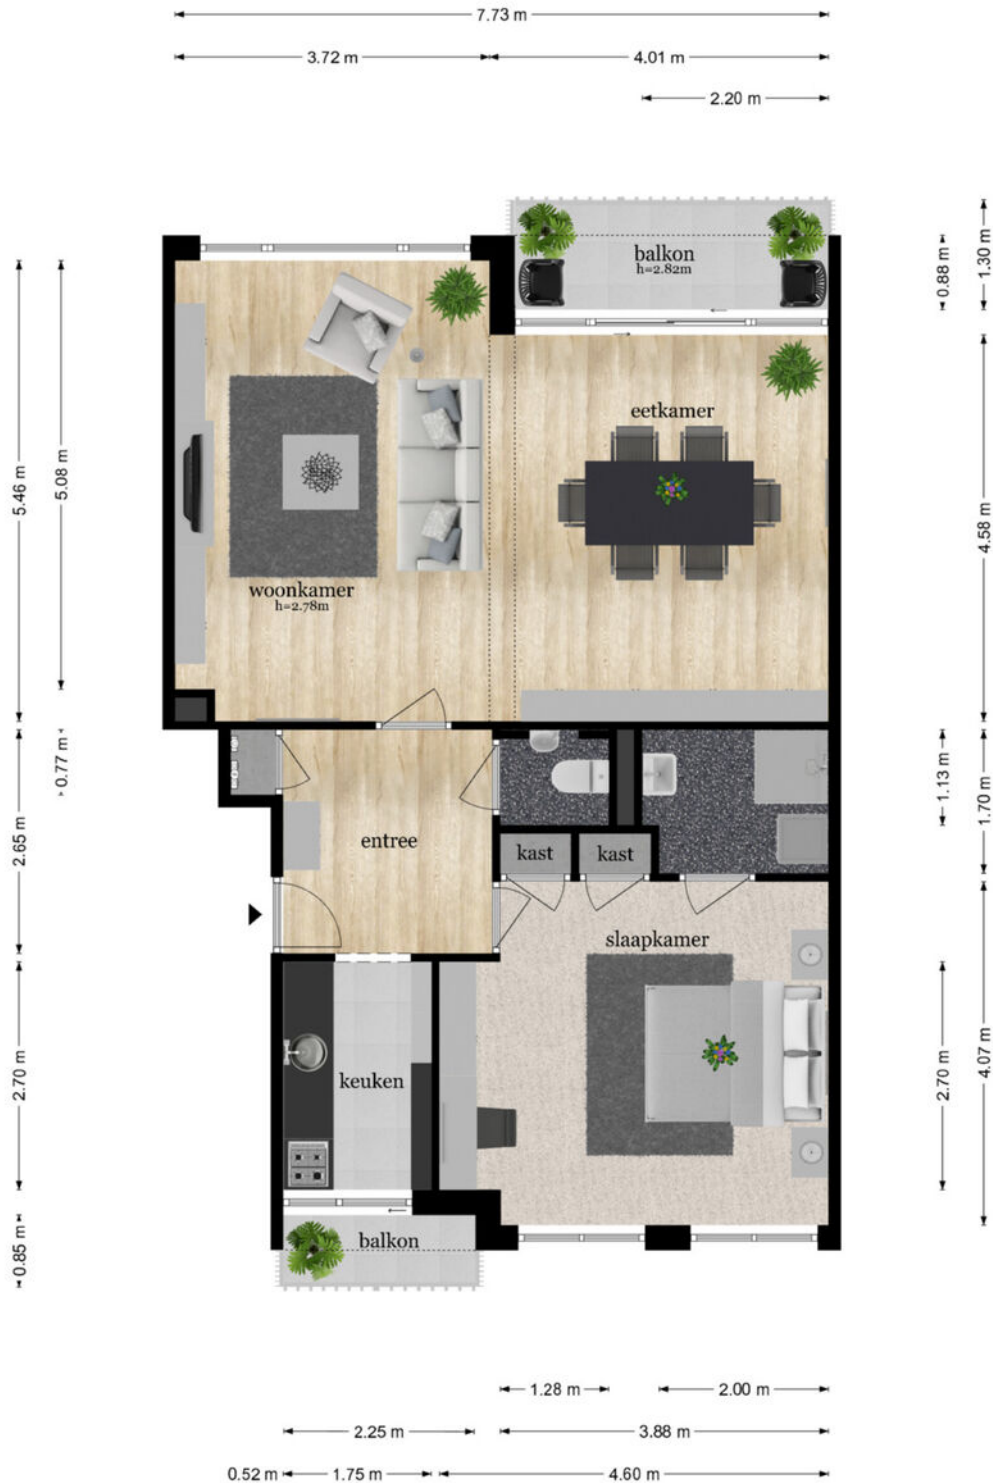 7.73 m
3.72 m
4.01 m
2.20 m
balkon
h=2.82m
0.88 m
1.30 m
eetkamer
5.46 m
5.08 m
4.58 m
woonkamer
h=2.78m
0.77 m
1.13 m
1.70 m
2.65 m
entree
kast
kast
slaapkamer
2.70 m
keuken
2.70 m
4.07 m
balkon
0.85 m
1.28 m
2.00 m
2.25 m
3.88 m
0.52 m
1.75 m
4.60 m